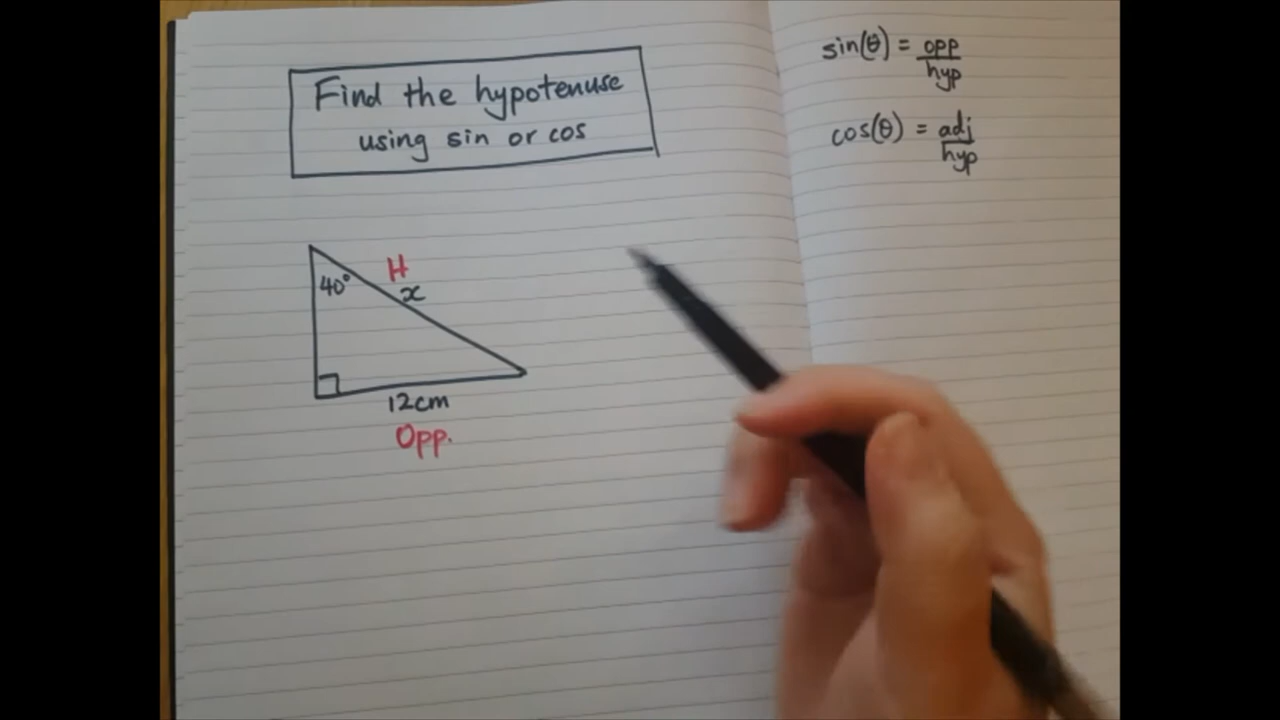 Find the hypotenuse
using sin or cos
sin(θ) = opp
hyp
cos(θ) = adj
hyp
40°
H
x
12cm
Opp.